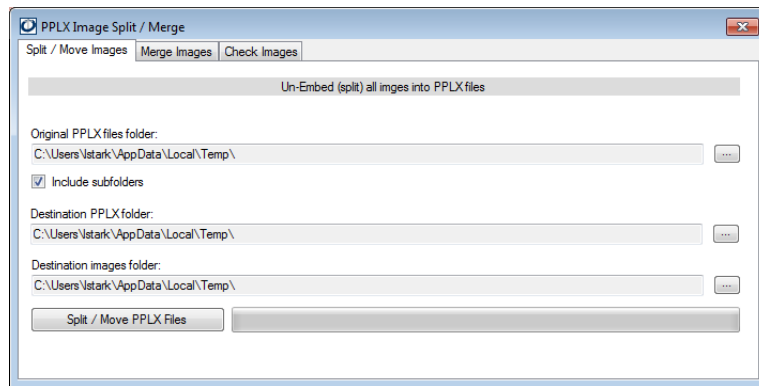 PPLX Image Split / Merge
Split / Move Images Merge Images Check Images
Un-Embed (split) all imges into PPLX files
Original PPLX files folder:
C:\Users\lstark\AppData\Local\Temp\
...
Include subfolders
Destination PPLX folder:
C:\Users\lstark\AppData\Local\Temp\
...
Destination images folder:
C:\Users\lstark\AppData\Local\Temp\
...
Split / Move PPLX Files